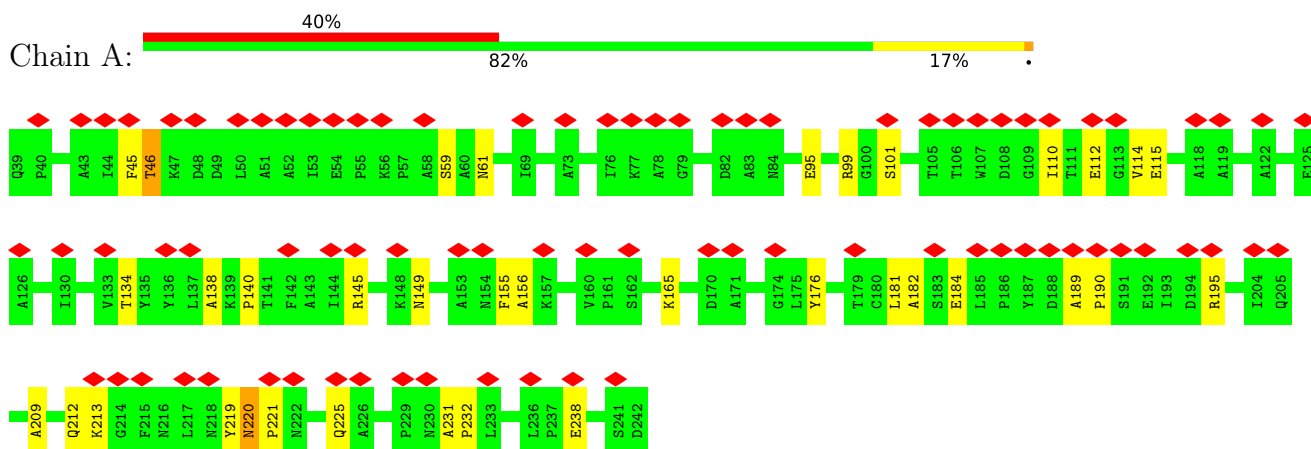 40%
Chain A:
82% 17% •
Q39 P40 A43 I44 F45 T46 K47 D48 D49 L50 A51 A52 I53 E54 P55 K56 P57 A58 S59 A60 N61 I69 A73 I76 K77 A78 G79 D82 A83 N84 E95 R99 G100 S101 T105 T106 W107 D108 G109 I110 T111 E112 G113 V114 E115 A118 A119 A122 E125
A126 I130 V133 T134 Y135 Y136 L137 A138 K139 P140 T141 F142 A143 I144 R145 K148 N149 A153 N154 F155 A156 K157 V160 P161 S162 K165 D170 A171 G174 L175 Y176 T179 C180 L181 A182 S183 E184 L185 P186 Y187 D188 A189 P190 S191 E192 I193 D194 R195 I204 Q205
A209 Q212 K213 G214 F215 N216 L217 N218 Y219 N220 P221 N222 Q225 A226 P229 N230 A231 P232 L233 L236 P237 E238 S241 D242